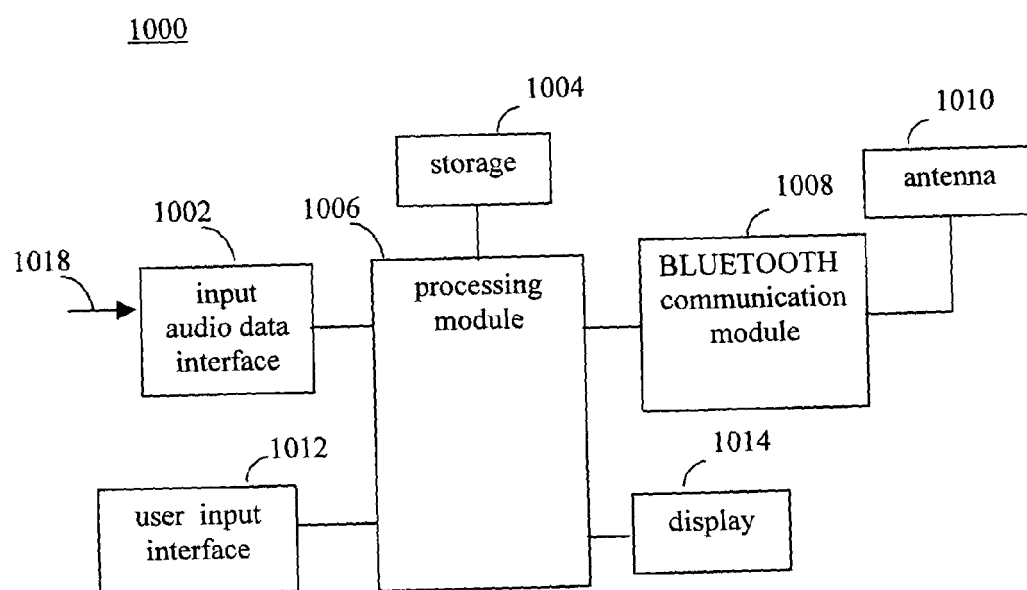 1000
1004
storage
1010
antenna
1002
1006
1008
1018
input
audio data
interface
processing
module
BLUETOOTH
communication
module
1012
user input
interface
1014
display